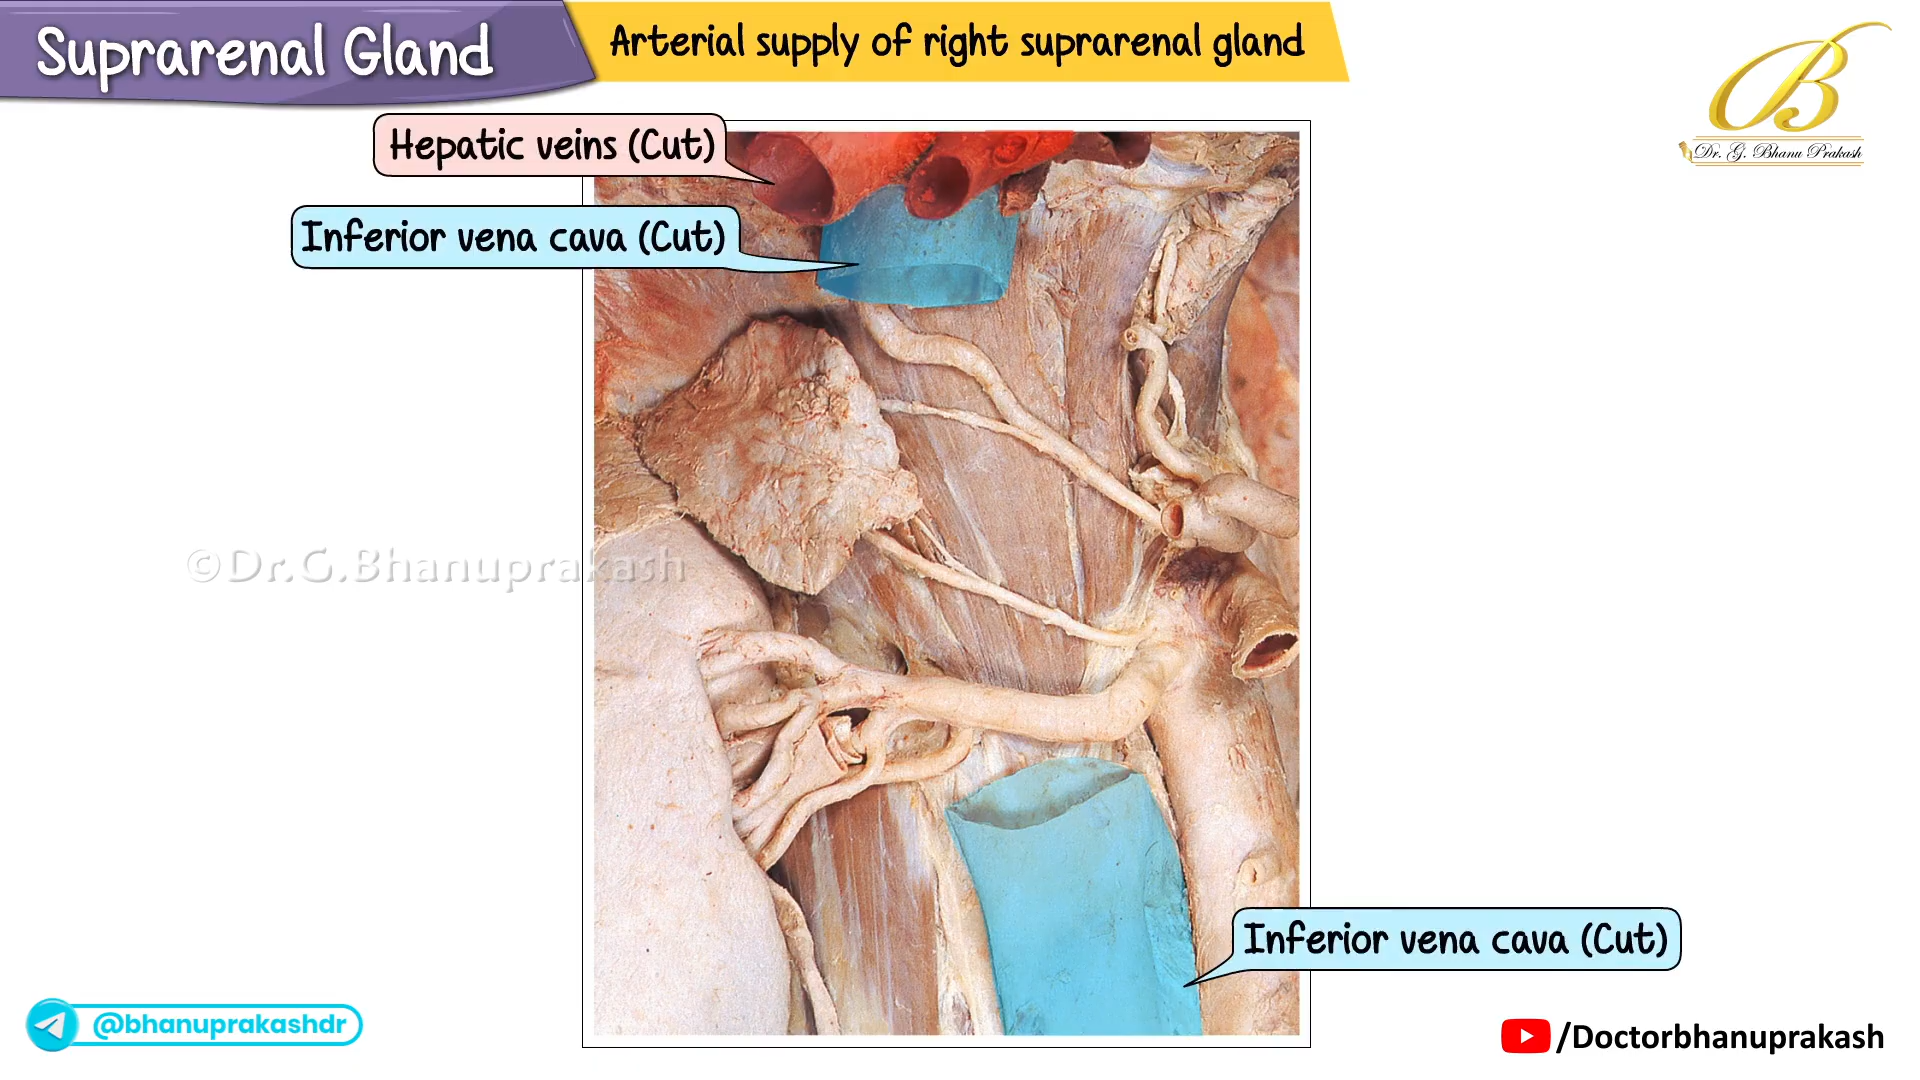 Suprarenal Gland
Arterial supply of right suprarenal gland
Dr. G. Bhanu Prakash
Hepatic veins (Cut)
Inferior vena cava (Cut)
©Dr.G.Bhanuprakash
Inferior vena cava (Cut)
@bhanuprakashdr
/Doctorbhanuprakash